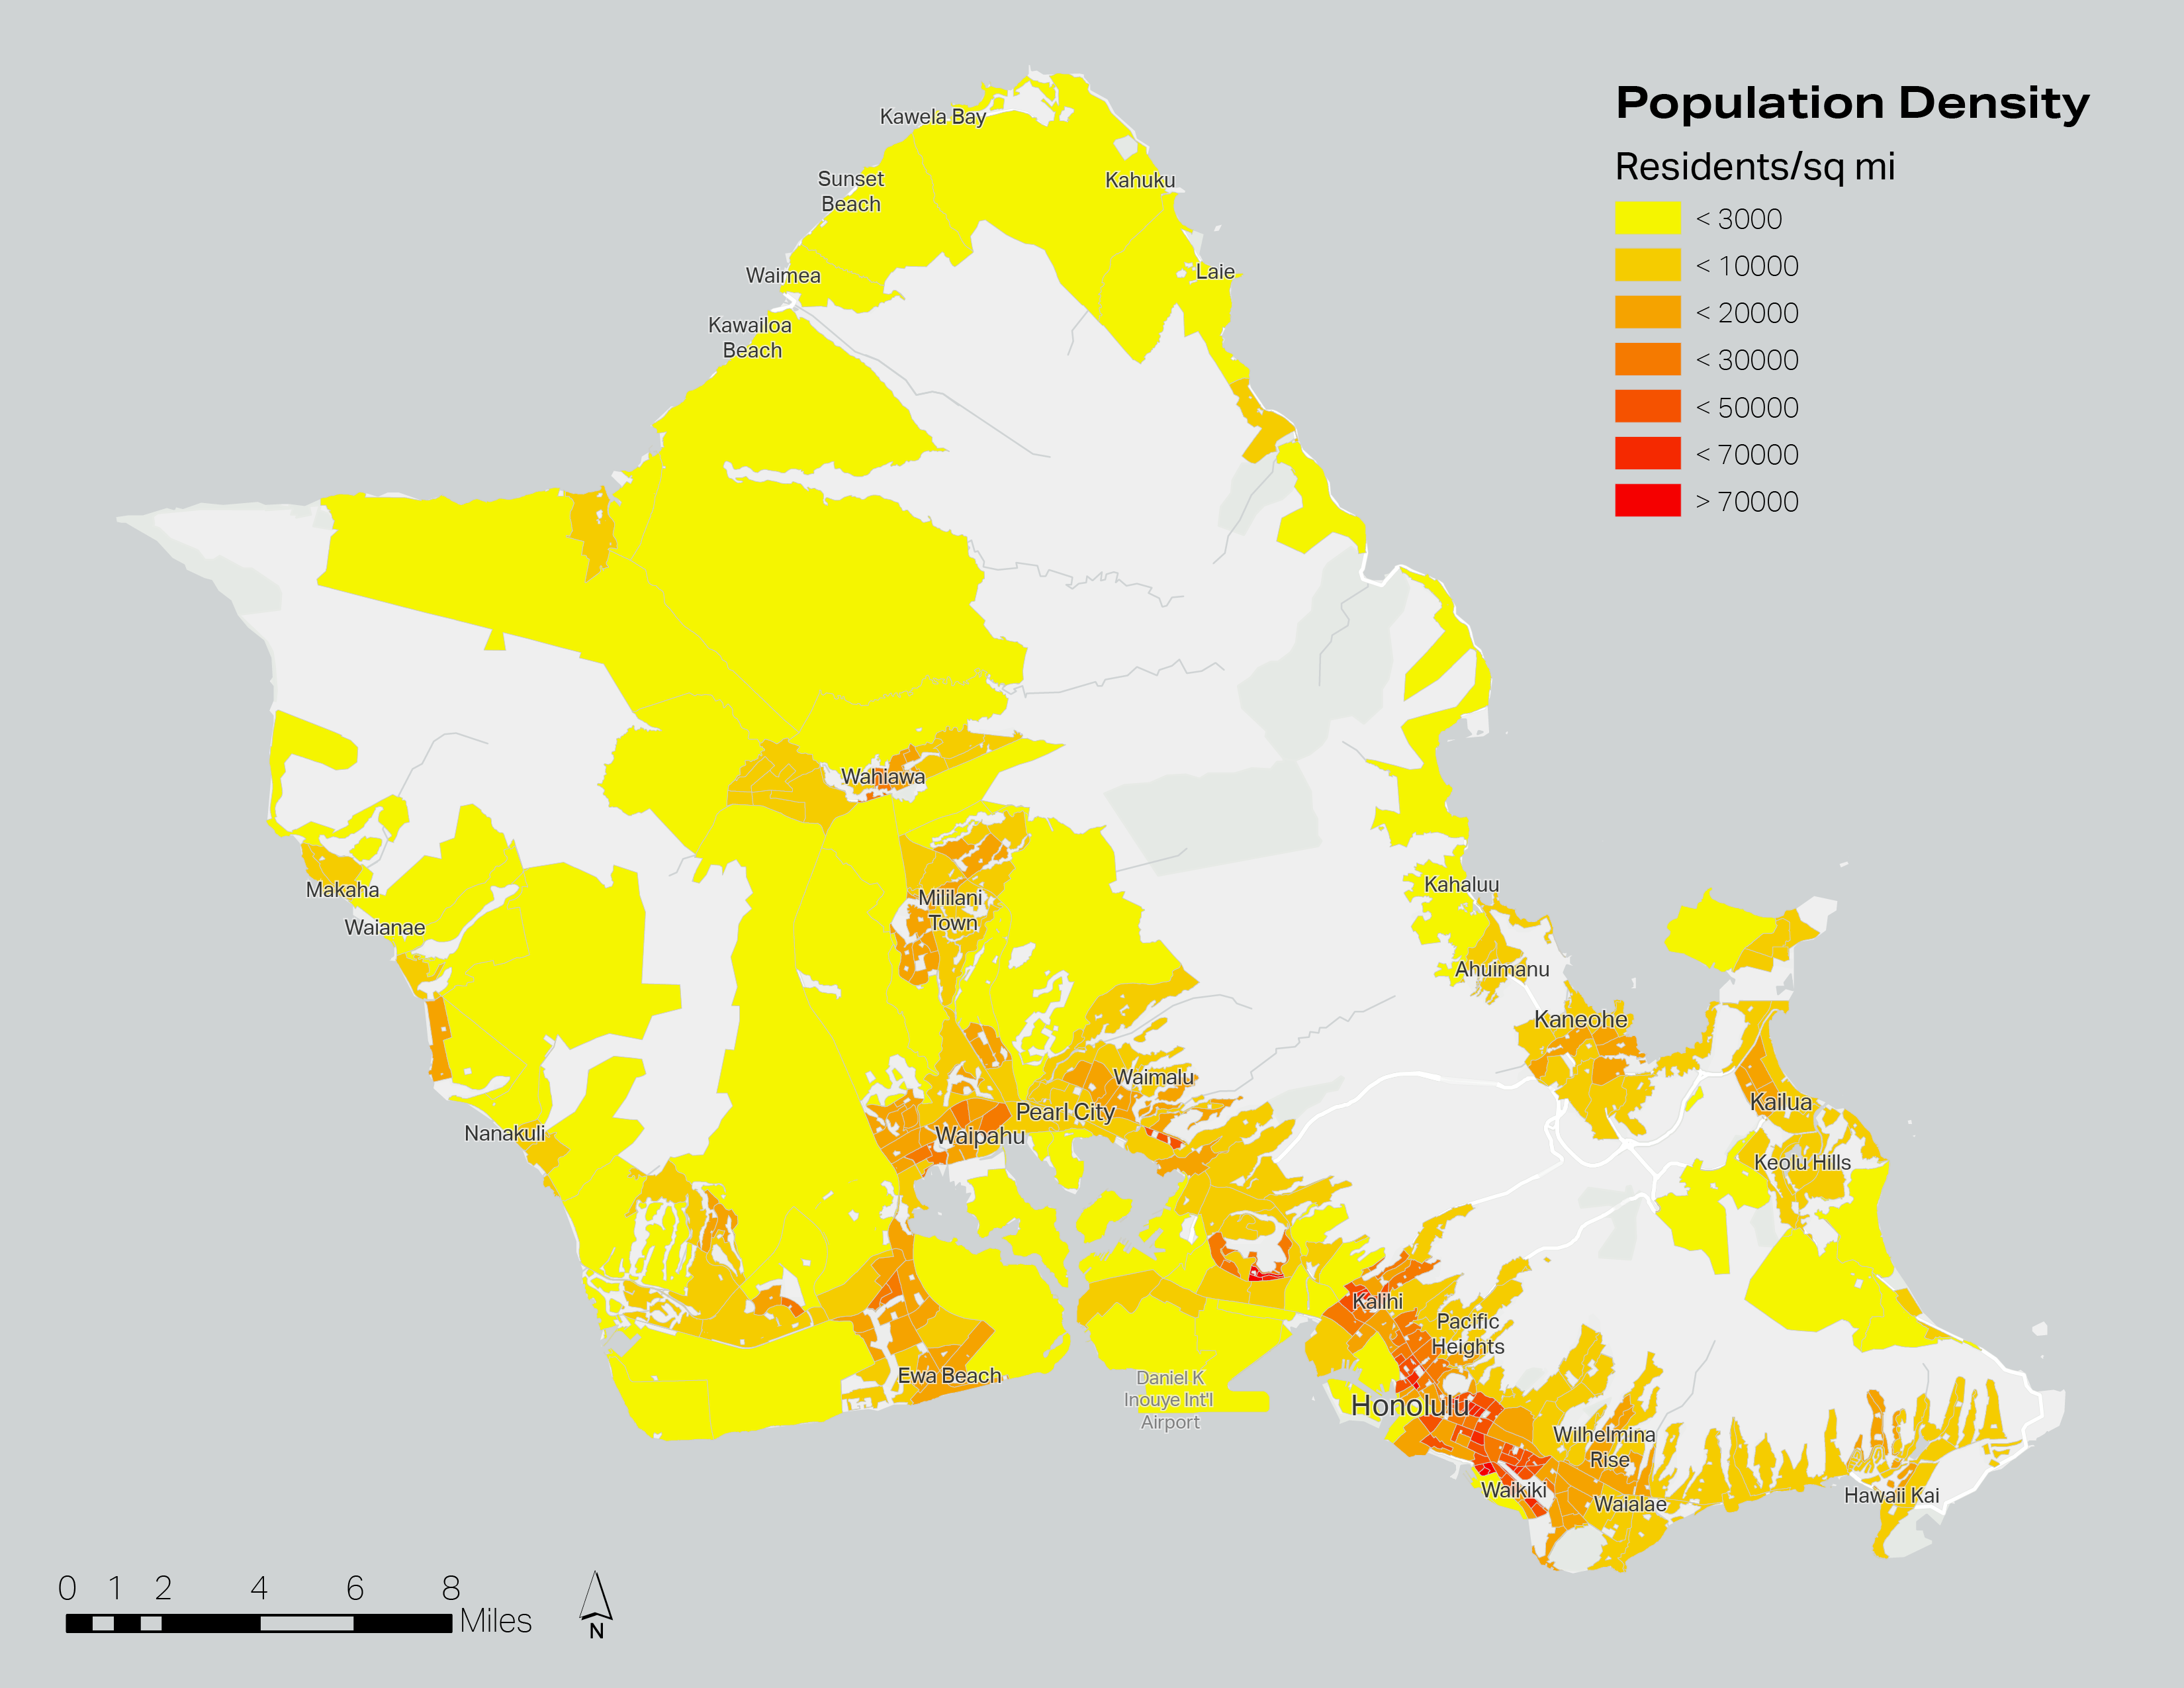 Population Density
Residents/sq mi
< 3000
< 10000
< 20000
< 30000
< 50000
< 70000
> 70000
Kawela Bay
Kahuku
Sunset
Beach
Laie
Waimea
Kawailoa
Beach
Wahiawa
Makaha
Waianae
Mililani
Town
Kahaluu
Ahuimanu
Kaneohe
Waimalu
Pearl City
Kailua
Nanakuli
Waipahu
Keolu Hills
Kalihi
Pacific
Heights
Ewa Beach
Daniel K
Inouye Int'l
Airport
Honolulu
Wilhelmina
Rise
Waikiki
Waialae
Hawaii Kai
0 1 2 4 6 8
Miles
N